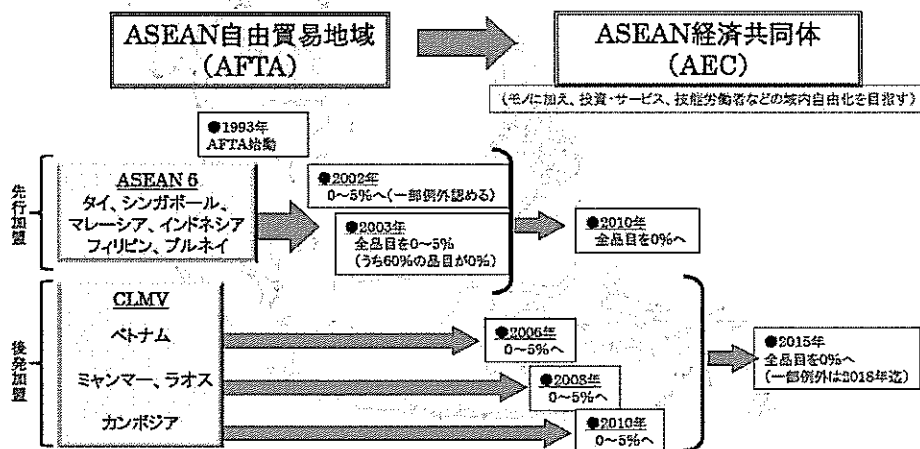 ASEAN自由貿易地域
(AFTA)
ASEAN経済共同体
(AEC)
(モノに加え、投資・サービス、技能労働者などの域内自由化を目指す)
●1993年
AFTA始動
先行加盟
ASEAN 6
タイ、シンガポール、
マレーシア、インドネシア
フィリピン、ブルネイ
●2002年
0～5%へ(一部例外認める)
●2003年
全品目を0～5%
(うち60%の品目が0%)
●2010年
全品目を0%へ
後発加盟
CLMV
ベトナム
ミャンマー、ラオス
カンボジア
●2006年
0～5%へ
●2008年
0～5%へ
●2010年
0～5%へ
●2015年
全品目を0%へ
(一部例外は2018年迄)